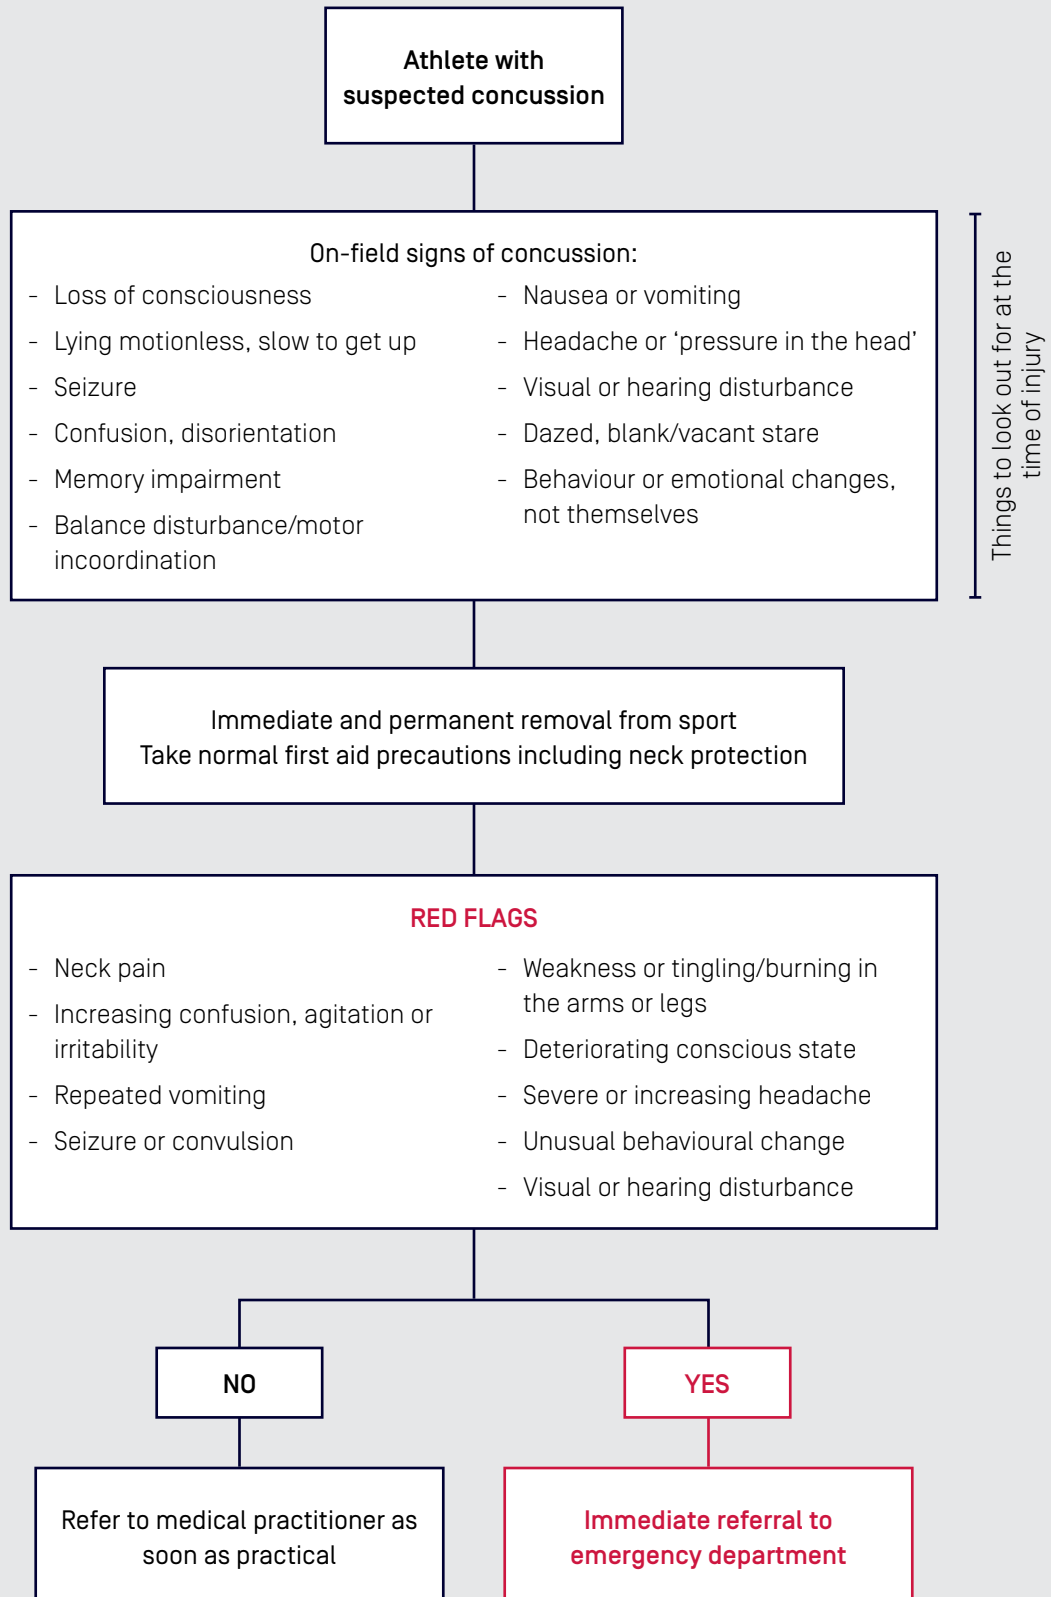 Athlete with
suspected concussion
On-field signs of concussion:
- Loss of consciousness
- Lying motionless, slow to get up
- Seizure
- Confusion, disorientation
- Memory impairment
- Balance disturbance/motor
incoordination
- Nausea or vomiting
- Headache or ‘pressure in the head’
- Visual or hearing disturbance
- Dazed, blank/vacant stare
- Behaviour or emotional changes,
not themselves
Things to look out for at the
time of injury
Immediate and permanent removal from sport
Take normal first aid precautions including neck protection
RED FLAGS
- Neck pain
- Increasing confusion, agitation or
irritability
- Repeated vomiting
- Seizure or convulsion
- Weakness or tingling/burning in
the arms or legs
- Deteriorating conscious state
- Severe or increasing headache
- Unusual behavioural change
- Visual or hearing disturbance
NO
Refer to medical practitioner as
soon as practical
YES
Immediate referral to
emergency department